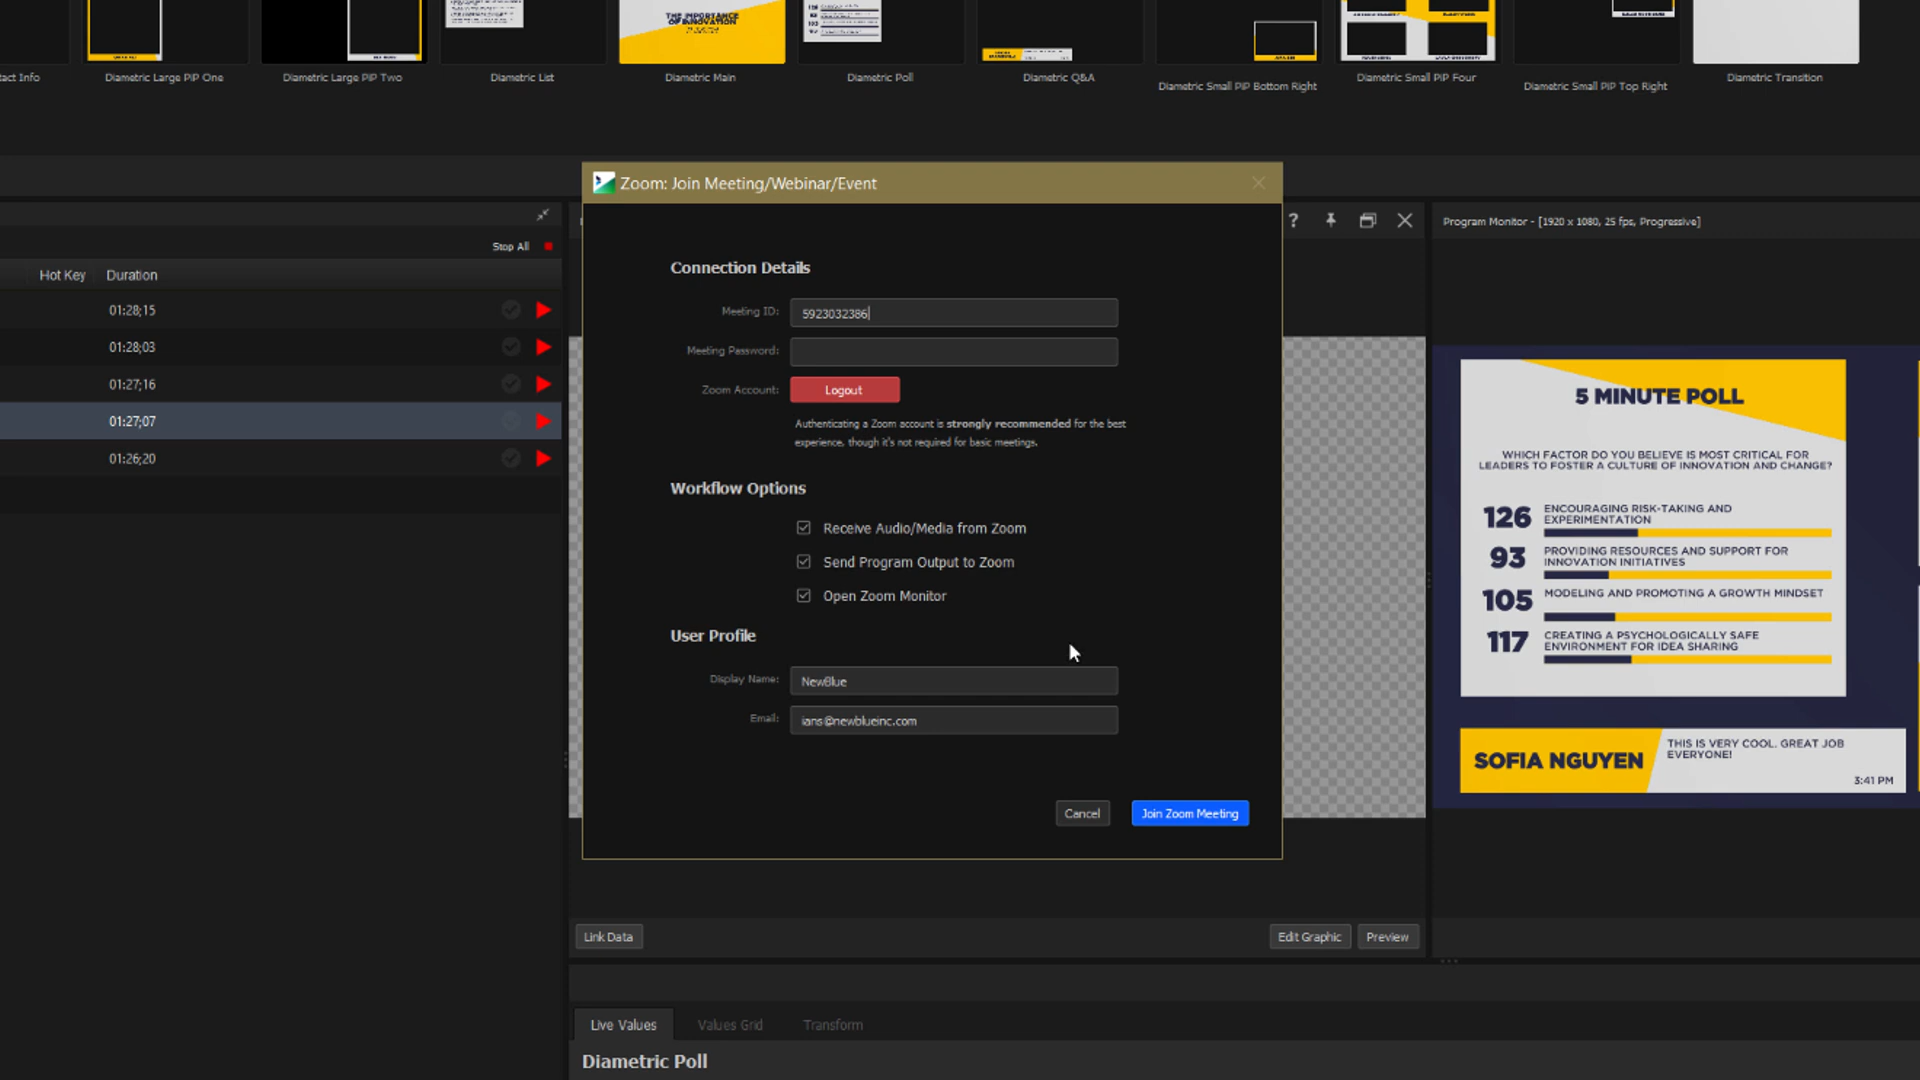 THE IMPORTANCE
OF INNOVATION
tact Info
Diametric Large PiP One
Diametric Large PiP Two
Diametric List
Diametric Main
Diametric Poll
Diametric Q&A
Diametric Small PiP Bottom Right
Diametric Small PiP Four
Diametric Small PiP Top Right
Diametric Transition
Zoom: Join Meeting/Webinar/Event
Program Monitor - [1920 x 1080, 25 fps, Progressive]
Stop All
Hot Key
Duration
01:28;15
01:28;03
01:27;16
01:27;07
01:26;20
Connection Details
Meeting ID:
5923032386
Meeting Password:
Zoom Account:
Logout
Authenticating a Zoom account is strongly recommended for the best
experience, though it's not required for basic meetings.
Workflow Options
Receive Audio/Media from Zoom
Send Program Output to Zoom
Open Zoom Monitor
User Profile
Display Name:
NewBlue
Email:
ians@newblueinc.com
Cancel
Join Zoom Meeting
5 MINUTE POLL
WHICH FACTOR DO YOU BELIEVE IS MOST CRITICAL FOR
LEADERS TO FOSTER A CULTURE OF INNOVATION AND CHANGE?
126
ENCOURAGING RISK-TAKING AND
EXPERIMENTATION
93
PROVIDING RESOURCES AND SUPPORT FOR
INNOVATION INITIATIVES
105
MODELING AND PROMOTING A GROWTH MINDSET
117
CREATING A PSYCHOLOGICALLY SAFE
ENVIRONMENT FOR IDEA SHARING
SOFIA NGUYEN
THIS IS VERY COOL. GREAT JOB
EVERYONE!
3:41 PM
Link Data
Edit Graphic
Preview
Live Values
Values Grid
Transform
Diametric Poll